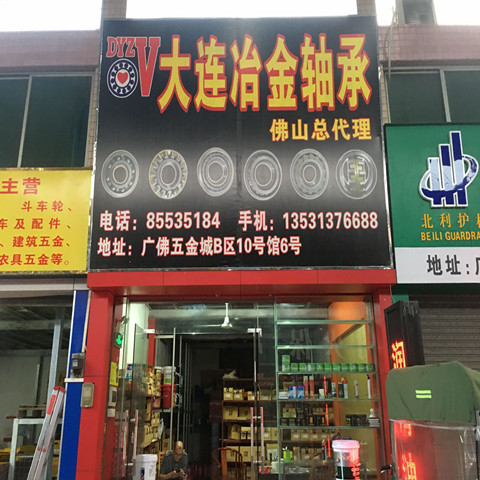 DYZV
大连冶金轴承
佛山总代理
电话：85535184 手机：13531376688
地址：广佛五金城B区10号馆6号
主营
斗车轮、
车及配件、
、建筑五金、
农具五金等。
北利护栏
BEILI GUARDRA
地址：广